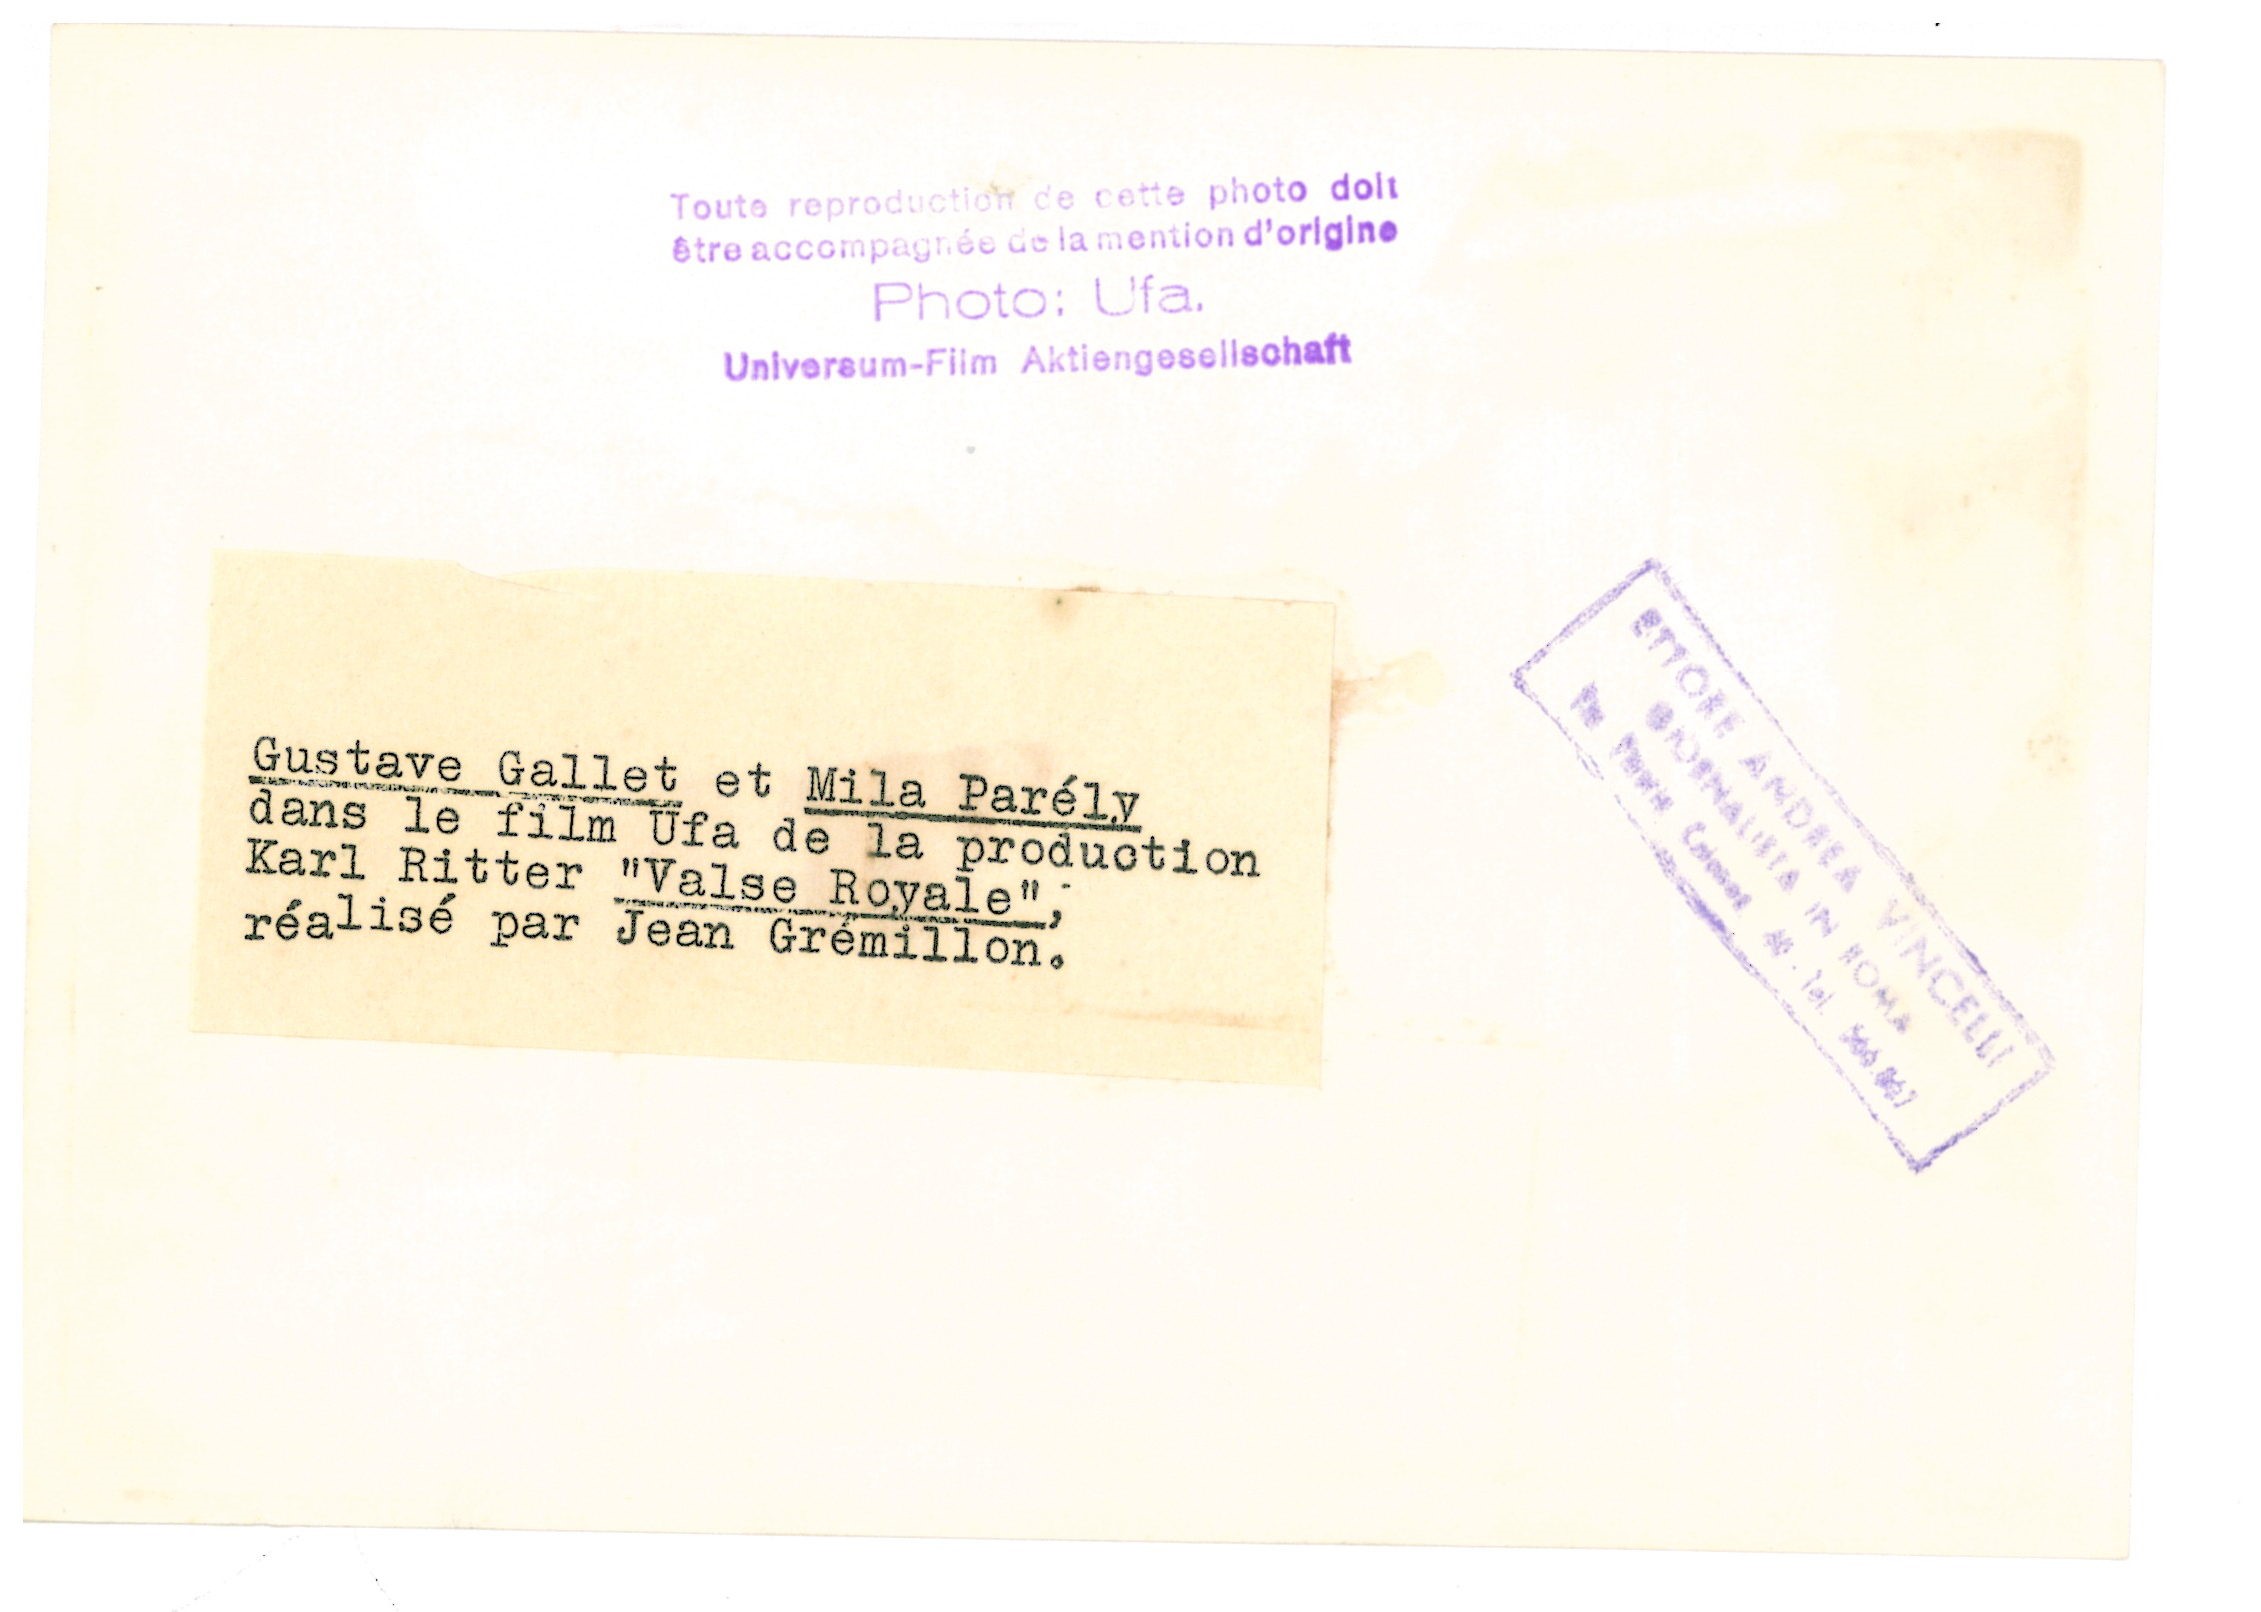 Toute reproduction de cette photo doit
être accompagnée de la mention d'origine
Photo: Ufa.
Universum-Film Aktiengesellschaft
Gustave Gallet et Mila Parély
dans le film Ufa de la production
Karl Ritter "Valse Royale",
réalisé par Jean Grémillon.
ETTORE ANDREA VINCELLI
GIORNALISTA IN ROMA
Tel.